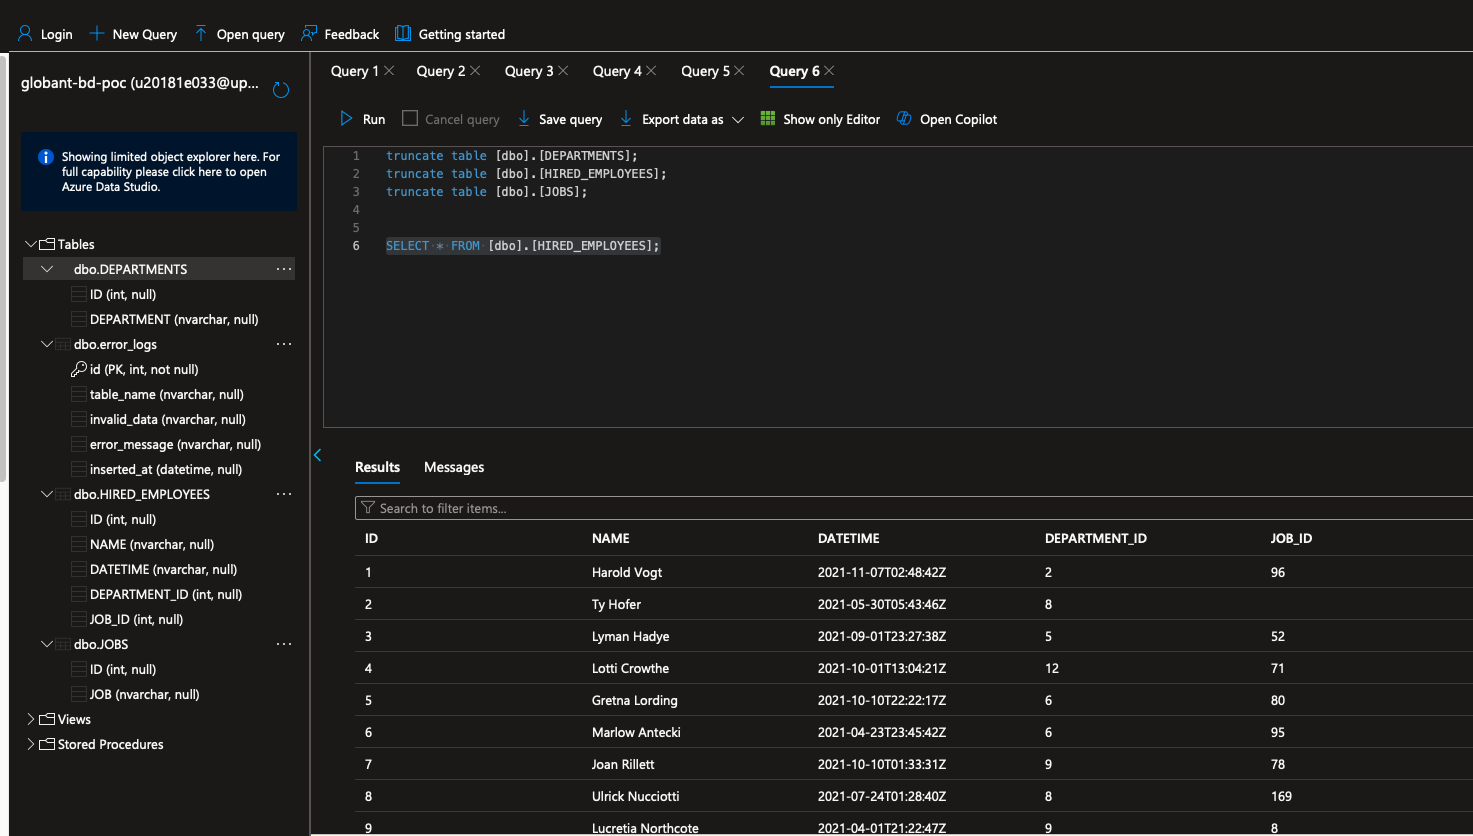 Login New Query Open query Feedback Getting started
globant-bd-poc (u20181e033@up...
Showing limited object explorer here. For
full capability please click here to open
Azure Data Studio.
Tables
dbo.DEPARTMENTS ...
ID (int, null)
DEPARTMENT (nvarchar, null)
dbo.error_logs ...
id (PK, int, not null)
table_name (nvarchar, null)
invalid_data (nvarchar, null)
error_message (nvarchar, null)
inserted_at (datetime, null)
dbo.HIRED_EMPLOYEES ...
ID (int, null)
NAME (nvarchar, null)
DATETIME (nvarchar, null)
DEPARTMENT_ID (int, null)
JOB_ID (int, null)
dbo.JOBS ...
ID (int, null)
JOB (nvarchar, null)
Views
Stored Procedures
Query 1 Query 2 Query 3 Query 4 Query 5 Query 6
Run Cancel query Save query Export data as Show only Editor Open Copilot
1 truncate table [dbo].[DEPARTMENTS];
2 truncate table [dbo].[HIRED_EMPLOYEES];
3 truncate table [dbo].[JOBS];
4
5
6 SELECT * FROM [dbo].[HIRED_EMPLOYEES];
Results Messages
Search to filter items...
ID NAME DATETIME DEPARTMENT_ID JOB_ID
1 Harold Vogt 2021-11-07T02:48:42Z 2 96
2 Ty Hofer 2021-05-30T05:43:46Z 8
3 Lyman Hadye 2021-09-01T23:27:38Z 5 52
4 Lotti Crowthe 2021-10-01T13:04:21Z 12 71
5 Gretna Lording 2021-10-10T22:22:17Z 6 80
6 Marlow Antecki 2021-04-23T23:45:42Z 6 95
7 Joan Rillett 2021-10-10T01:33:31Z 9 78
8 Ulrick Nucciotti 2021-07-24T01:28:40Z 8 169
9 Lucretia Northcote 2021-04-01T21:22:47Z 9 8